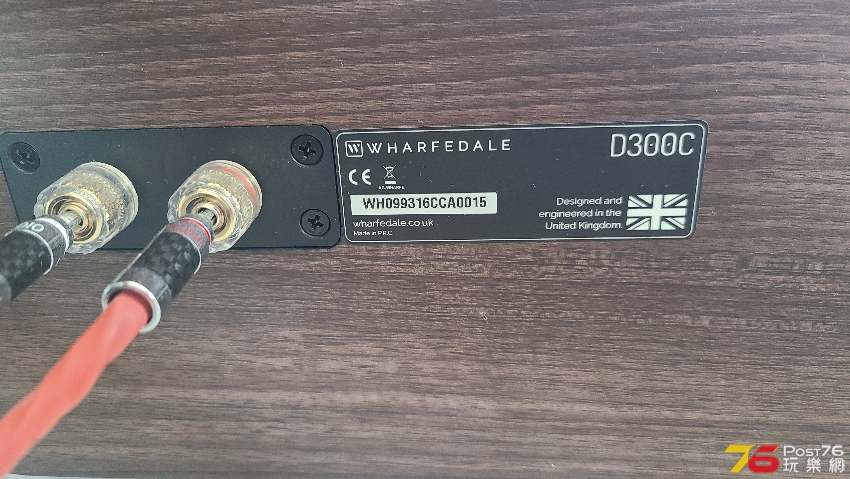 W WHARFEDALE
D300C
CE
WH099316CCA0015
wharfedale.co.uk
Made in P.R.C
Designed and
engineered in the
United Kingdom.
76 Post76
玩樂網